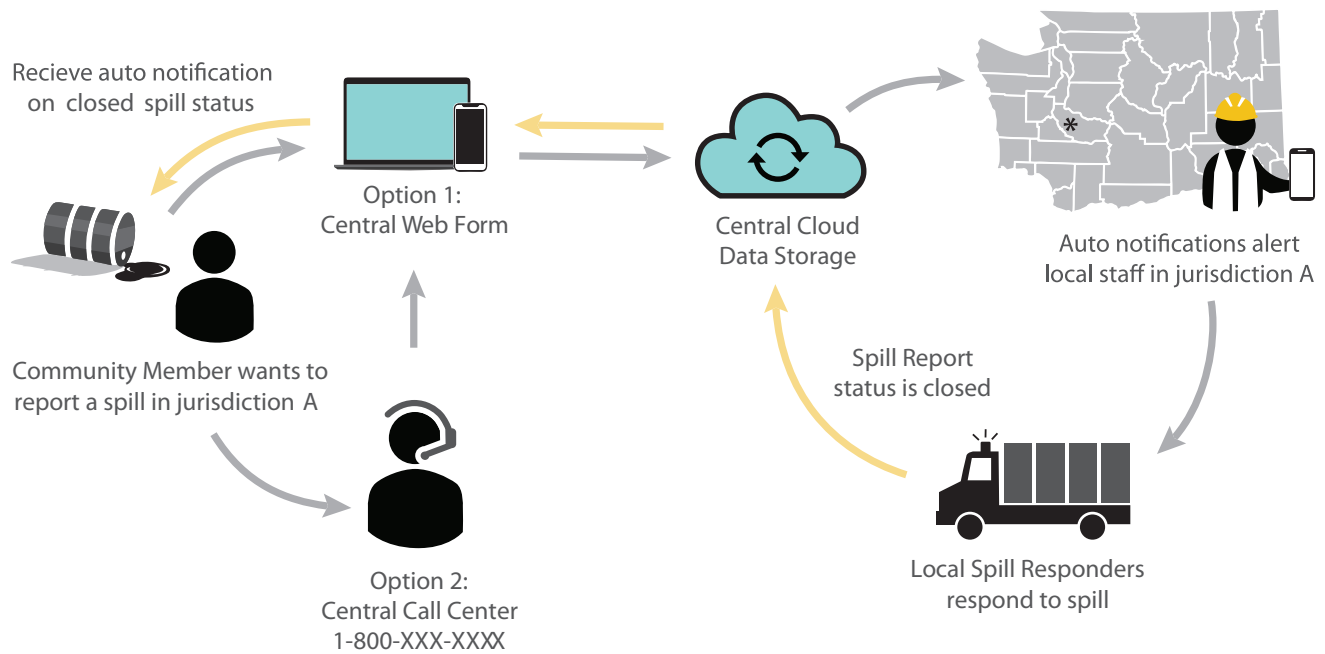 Recieve auto notification
on closed spill status
Option 1:
Central Web Form
Central Cloud
Data Storage
*
Auto notifications alert
local staff in jurisdiction A
Community Member wants to
report a spill in jurisdiction A
Spill Report
status is closed
Option 2:
Central Call Center
1-800-XXX-XXXX
Local Spill Responders
respond to spill